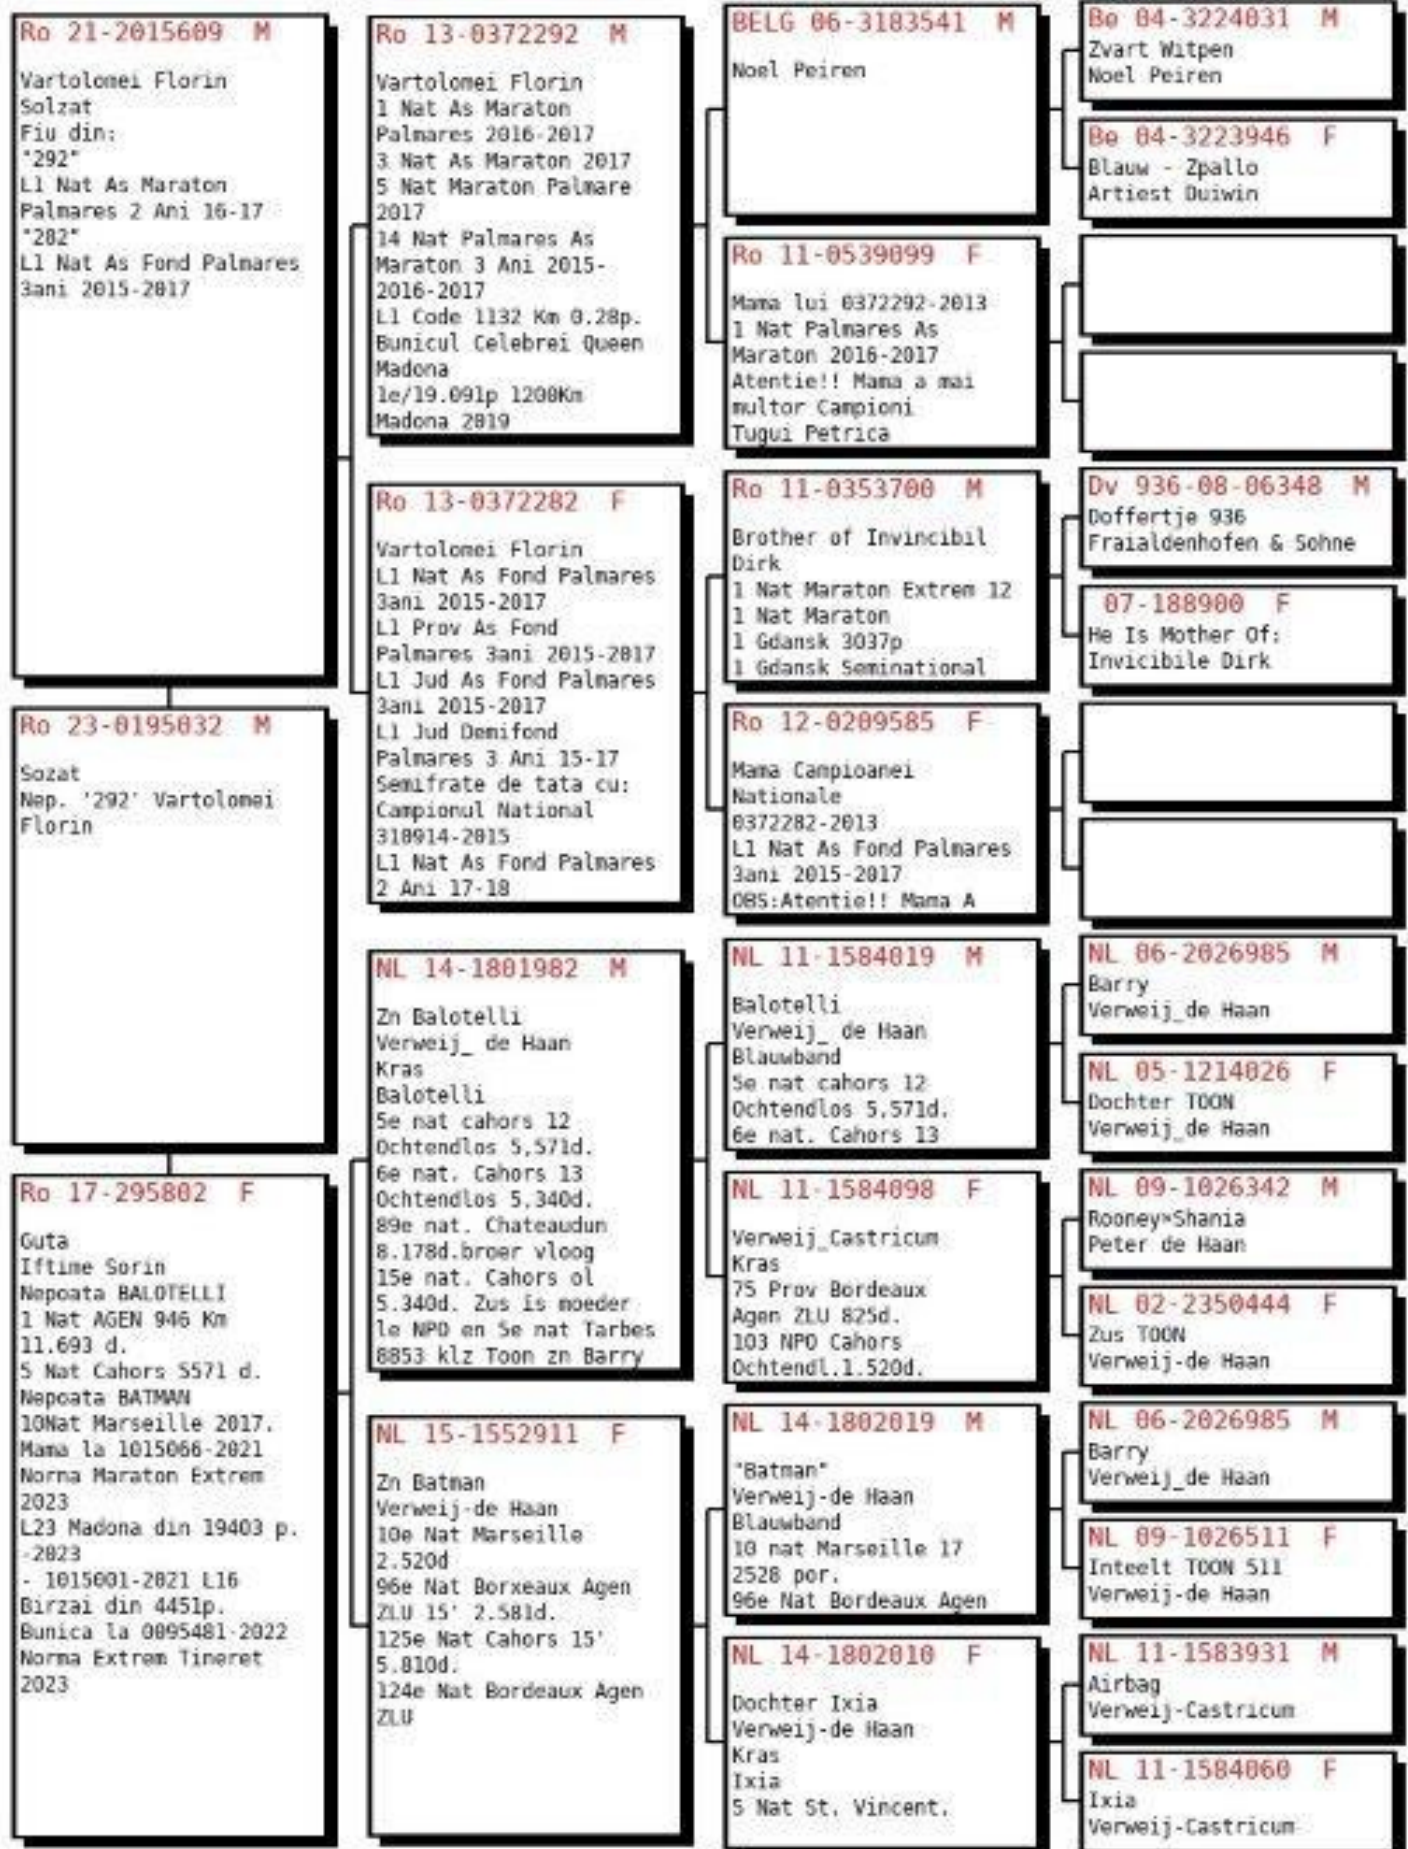 Ro 21-2015609 M
Vartolomei Florin
Solzat
Fiu din:
"292"
L1 Nat As Maraton
Palmares 2 Ani 16-17
"282"
L1 Nat As Fond Palmares
3ani 2015-2017
Ro 23-0195032 M
Sozat
Nep. '292' Vartolomei
Florin
Ro 17-295802 F
Guta
Iftime Sorin
Nepoata BALOTELLI
1 Nat AGEN 946 Km
11.693 d.
5 Nat Cahors 5571 d.
Nepoata BATMAN
10Nat Marseille 2017.
Mama la 1015066-2021
Norma Maraton Extrem
2023
L23 Madona din 19403 p.
-2023
- 1015001-2021 L16
Birzai din 4451p.
Bunica la 0095481-2022
Norma Extrem Tineret
2023
Ro 13-0372292 M
Vartolomei Florin
1 Nat As Maraton
Palmares 2016-2017
3 Nat As Maraton 2017
5 Nat Maraton Palmare
2017
14 Nat Palmares As
Maraton 3 Ani 2015-
2016-2017
L1 Code 1132 Km 0.28p.
Bunicul Celebrei Queen
Madona
1e/19.091p 1200Km
Madona 2019
Ro 13-0372282 F
Vartolomei Florin
L1 Nat As Fond Palmares
3ani 2015-2017
L1 Prov As Fond
Palmares 3ani 2015-2017
L1 Jud As Fond Palmares
3ani 2015-2017
L1 Jud Demifond
Palmares 3 Ani 15-17
Semifrate de tata cu:
Campionul National
310914-2015
L1 Nat As Fond Palmares
2 Ani 17-18
NL 14-1801982 M
Zn Balotelli
Verweij_ de Haan
Kras
Balotelli
5e nat cahors 12
Ochtendlos 5,571d.
6e nat. Cahors 13
Ochtendlos 5.340d.
89e nat. Chateaudun
8.178d.broer vloog
15e nat. Cahors ol
5.340d. Zus is moeder
1e NPO en 5e nat Tarbes
8853 klz Toon zn Barry
NL 15-1552911 F
Zn Batman
Verweij-de Haan
10e Nat Marseille
2.520d
96e Nat Borxeaux Agen
ZLU 15' 2.581d.
125e Nat Cahors 15'
5.810d.
124e Nat Bordeaux Agen
ZLU
BELG 06-3183541 M
Noel Peiren
Ro 11-0539099 F
Mama lui 0372292-2013
1 Nat Palmares As
Maraton 2016-2017
Atentie!! Mama a mai
multor Campioni
Tugui Petrica
Ro 11-0353700 M
Brother of Invincibil
Dirk
1 Nat Maraton Extrem 12
1 Nat Maraton
1 Gdansk 3037p
1 Gdansk Seminational
Ro 12-0209585 F
Mama Campioanei
Nationale
0372282-2013
L1 Nat As Fond Palmares
3ani 2015-2017
OBS:Atentie!! Mama A
NL 11-1584019 M
Balotelli
Verweij_ de Haan
Blauwband
5e nat cahors 12
Ochtendlos 5,571d.
6e nat. Cahors 13
NL 11-1584098 F
Verweij_Castricum
Kras
75 Prov Bordeaux
Agen ZLU 825d.
103 NPO Cahors
Ochtendl.1.520d.
NL 14-1802019 M
"Batman"
Verweij-de Haan
Blauwband
10 nat Marseille 17
2528 por.
96e Nat Bordeaux Agen
NL 14-1802010 F
Dochter Ixia
Verweij-de Haan
Kras
Ixia
5 Nat St. Vincent.
Be 04-3224031 M
Zvart Witpen
Noel Peiren
Be 04-3223946 F
Blauw - Zpallo
Artiest Duiwin
Dv 936-08-06348 M
Doffertje 936
Fraialdenhofen & Sohne
07-188900 F
He Is Mother Of:
Invicibile Dirk
NL 06-2026985 M
Barry
Verweij_de Haan
NL 05-1214026 F
Dochter TOON
Verweij_de Haan
NL 09-1026342 M
Rooney×Shania
Peter de Haan
NL 02-2350444 F
Zus TOON
Verweij-de Haan
NL 06-2026985 M
Barry
Verweij_de Haan
NL 09-1026511 F
Inteelt TOON 511
Verweij-de Haan
NL 11-1583931 M
Airbag
Verweij-Castricum
NL 11-1584060 F
Ixia
Verweij-Castricum